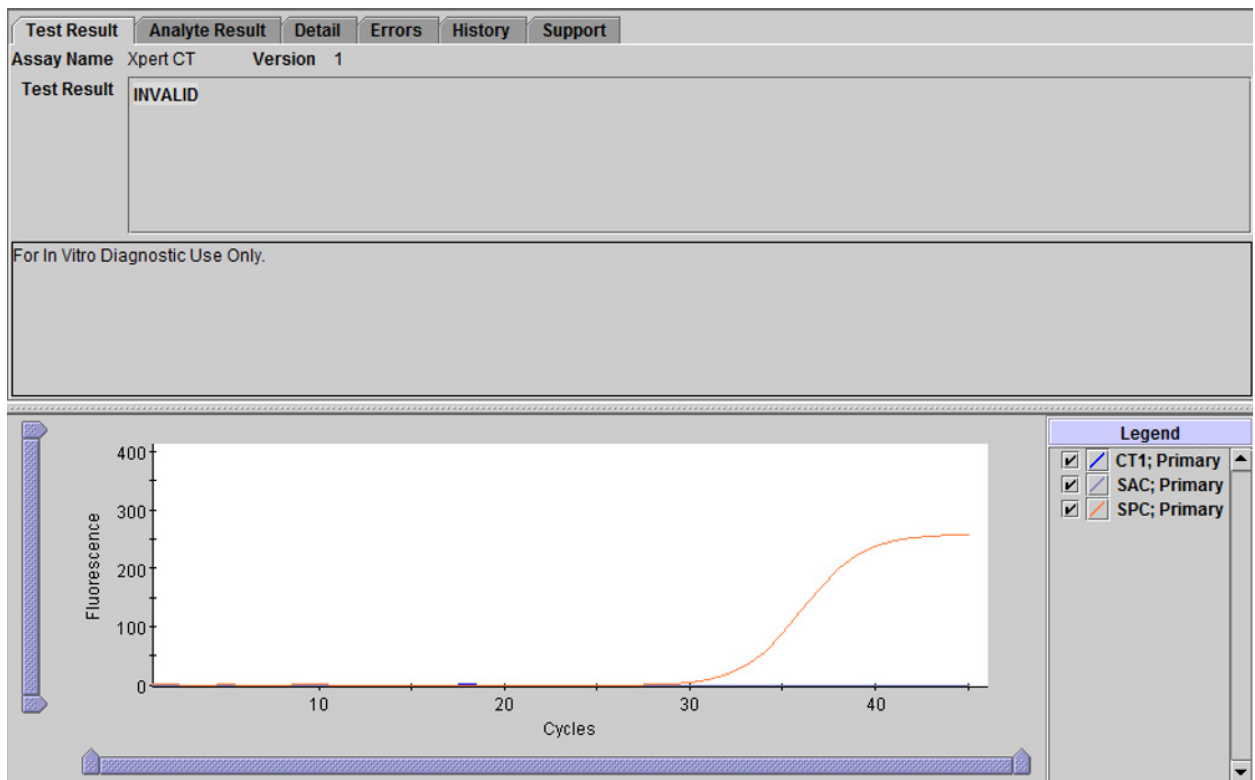 Test Result Analyte Result Detail Errors History Support
Assay Name Xpert CT Version 1
Test Result INVALID
For In Vitro Diagnostic Use Only.
Legend
CT1; Primary
SAC; Primary
SPC; Primary
400
300
200
100
0
Fluorescence
10 20 30 40
Cycles